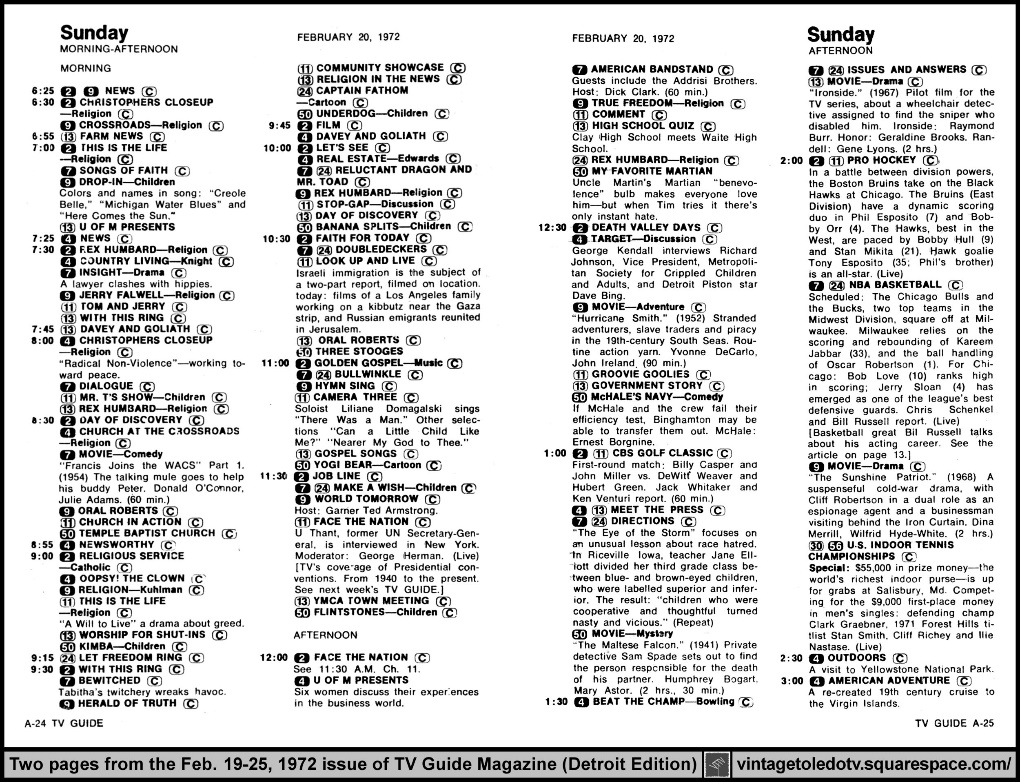 Sunday
MORNING-AFTERNOON
MORNING
6:25 2 9 NEWS (C)
6:30 2 CHRISTOPHERS CLOSEUP
—Religion (C)
9 CROSSROADS—Religion (C)
6:55 (13) FARM NEWS (C)
7:00 2 THIS IS THE LIFE
—Religion (C)
7 SONGS OF FAITH (C)
9 DROP-IN—Children
Colors and names in song: "Creole
Belle," "Michigan Water Blues" and
"Here Comes the Sun."
(13) U OF M PRESENTS
7:25 4 NEWS (C)
7:30 2 REX HUMBARD—Religion (C)
4 COUNTRY LIVING—Knight (C)
7 INSIGHT—Drama (C)
A lawyer clashes with hippies.
9 JERRY FALWELL—Religion (C)
(11) TOM AND JERRY (C)
(13) WITH THIS RING (C)
7:45 (13) DAVEY AND GOLIATH (C)
8:00 4 CHRISTOPHERS CLOSEUP
—Religion (C)
"Radical Non-Violence"—working to-
ward peace.
7 DIALOGUE (C)
(11) MR. T'S SHOW—Children (C)
(13) REX HUMBARD—Religion (C)
8:30 2 DAY OF DISCOVERY (C)
4 CHURCH AT THE CROSSROADS
—Religion (C)
7 MOVIE—Comedy
"Francis Joins the WACS" Part 1.
(1954) The talking mule goes to help
his buddy Peter. Donald O'Connor,
Julie Adams. (60 min.)
9 ORAL ROBERTS (C)
(11) CHURCH IN ACTION (C)
50 TEMPLE BAPTIST CHURCH (C)
8:55 4 NEWSWORTHY (C)
9:00 2 RELIGIOUS SERVICE
—Catholic (C)
4 OOPSY! THE CLOWN (C)
9 RELIGION—Kuhlman (C)
(11) THIS IS THE LIFE
—Religion (C)
"A Will to Live" a drama about greed.
(13) WORSHIP FOR SHUT-INS (C)
50 KIMBA—Children (C)
9:15 (24) LET FREEDOM RING (C)
9:30 2 WITH THIS RING (C)
7 BEWITCHED (C)
Tabitha's twitchery wreaks havoc.
9 HERALD OF TRUTH (C)
A-24 TV GUIDE
FEBRUARY 20, 1972
(11) COMMUNITY SHOWCASE (C)
(13) RELIGION IN THE NEWS (C)
(24) CAPTAIN FATHOM
—Cartoon (C)
50 UNDERDOG—Children (C)
9:45 2 FILM (C)
4 DAVEY AND GOLIATH (C)
10:00 2 LET'S SEE (C)
4 REAL ESTATE—Edwards (C)
7 (24) RELUCTANT DRAGON AND
MR. TOAD (C)
9 REX HUMBARD—Religion (C)
(11) STOP-GAP—Discussion (C)
(13) DAY OF DISCOVERY (C)
50 BANANA SPLITS—Children (C)
10:30 2 FAITH FOR TODAY (C)
7 (24) DOUBLEDECKERS (C)
(11) LOOK UP AND LIVE (C)
Israeli immigration is the subject of
a two-part report, filmed on location.
today: films of a Los Angeles family
working on a kibbutz near the Gaza
strip, and Russian emigrants reunited
in Jerusalem.
(13) ORAL ROBERTS (C)
50 THREE STOOGES
11:00 2 GOLDEN GOSPEL—Music (C)
7 (24) BULLWINKLE (C)
9 HYMN SING (C)
(11) CAMERA THREE (C)
Soloist Liliane Domagalski sings
"There Was a Man." Other selec-
tions "Can a Little Child Like
Me?" "Nearer My God to Thee."
(13) GOSPEL SONGS (C)
50 YOGI BEAR—Cartoon (C)
11:30 2 JOB LINE (C)
7 (24) MAKE A WISH—Children (C)
9 WORLD TOMORROW (C)
Host: Garner Ted Armstrong.
(11) FACE THE NATION (C)
U Thant, former UN Secretary-Gen-
eral, is interviewed in New York.
Moderator: George Herman. (Live)
[TV's coverage of Presidential con-
ventions. From 1940 to the present.
See next week's TV GUIDE.]
(13) YMCA TOWN MEETING (C)
50 FLINTSTONES—Children (C)
AFTERNOON
12:00 2 FACE THE NATION (C)
See 11:30 A.M. Ch. 11.
4 U OF M PRESENTS
Six women discuss their experiences
in the business world.
FEBRUARY 20, 1972
7 AMERICAN BANDSTAND (C)
Guests include the Addrisi Brothers.
Host: Dick Clark. (60 min.)
9 TRUE FREEDOM—Religion (C)
(11) COMMENT (C)
(13) HIGH SCHOOL QUIZ (C)
Clay High School meets Waite High
School.
(24) REX HUMBARD—Religion (C)
50 MY FAVORITE MARTIAN
Uncle Martin's Martian "benevo-
lence" bulb makes everyone love
him—but when Tim tries it there's
only instant hate.
12:30 2 DEATH VALLEY DAYS (C)
4 TARGET—Discussion (C)
George Kendall interviews Richard
Johnson, Vice President, Metropoli-
tan Society for Crippled Children
and Adults, and Detroit Piston star
Dave Bing.
9 MOVIE—Adventure (C)
"Hurricane Smith." (1952) Stranded
adventurers, slave traders and piracy
in the 19th-century South Seas. Rou-
tine action yarn. Yvonne DeCarlo,
John Ireland. (90 min.)
(11) GROOVIE GOOLIES (C)
(13) GOVERNMENT STORY (C)
50 McHALE'S NAVY—Comedy
If McHale and the crew fail their
efficiency test, Binghamton may be
able to transfer them out. McHale:
Ernest Borgnine.
1:00 2 (11) CBS GOLF CLASSIC (C)
First-round match: Billy Casper and
John Miller vs. DeWitt Weaver and
Hubert Green. Jack Whitaker and
Ken Venturi report. (60 min.)
4 (13) MEET THE PRESS (C)
7 (24) DIRECTIONS (C)
"The Eye of the Storm" focuses on
an unusual lesson about race hatred.
In Riceville Iowa, teacher Jane Ell-
iott divided her third grade class be-
tween blue- and brown-eyed children,
who were labelled superior and infer-
ior. The result: "children who were
cooperative and thoughtful turned
nasty and vicious." (Repeat)
50 MOVIE—Mystery
"The Maltese Falcon." (1941) Private
detective Sam Spade sets out to find
the person responsible for the death
of his partner. Humphrey Bogart.
Mary Astor. (2 hrs., 30 min.)
1:30 4 BEAT THE CHAMP—Bowling (C)
Sunday
AFTERNOON
7 (24) ISSUES AND ANSWERS (C)
(13) MOVIE—Drama (C)
"Ironside." (1967) Pilot film for the
TV series, about a wheelchair detec-
tive assigned to find the sniper who
disabled him. Ironside: Raymond
Burr. Honor: Geraldine Brooks. Ran-
dell: Gene Lyons. (2 hrs.)
2:00 2 (11) PRO HOCKEY (C)
In a battle between division powers,
the Boston Bruins take on the Black
Hawks at Chicago. The Bruins (East
Division) have a dynamic scoring
duo in Phil Esposito (7) and Bob-
by Orr (4). The Hawks, best in the
West, are paced by Bobby Hull (9)
and Stan Mikita (21). Hawk goalie
Tony Esposito (35; Phil's brother)
is an all-star. (Live)
7 (24) NBA BASKETBALL (C)
Scheduled: The Chicago Bulls and
the Bucks, two top teams in the
Midwest Division, square off at Mil-
waukee. Milwaukee relies on the
scoring and rebounding of Kareem
Jabbar (33), and the ball handling
of Oscar Robertson (1). For Chi-
cago: Bob Love (10) ranks high
in scoring; Jerry Sloan (4) has
emerged as one of the league's best
defensive guards. Chris Schenkel
and Bill Russell report. (Live)
[Basketball great Bil Russell talks
about his acting career. See the
article on page 13.]
9 MOVIE—Drama (C)
"The Sunshine Patriot." (1968) A
suspenseful cold-war drama, with
Cliff Robertson in a dual role as an
espionage agent and a businessman
visiting behind the Iron Curtain. Dina
Merrill, Wilfrid Hyde-White. (2 hrs.)
30 56 U.S. INDOOR TENNIS
CHAMPIONSHIPS (C)
Special: $55,000 in prize money—the
world's richest indoor purse—is up
for grabs at Salisbury, Md. Compet-
ing for the $9,000 first-place money
in men's singles: defending champ
Clark Graebner, 1971 Forest Hills ti-
tlist Stan Smith, Cliff Richey and Ilie
Nastase. (Live)
2:30 4 OUTDOORS (C)
A visit to Yellowstone National Park.
3:00 4 AMERICAN ADVENTURE (C)
A re-created 19th century cruise to
the Virgin Islands.
TV GUIDE A-25
Two pages from the Feb. 19-25, 1972 issue of TV Guide Magazine (Detroit Edition)
vintagetoledotv.squarespace.com/